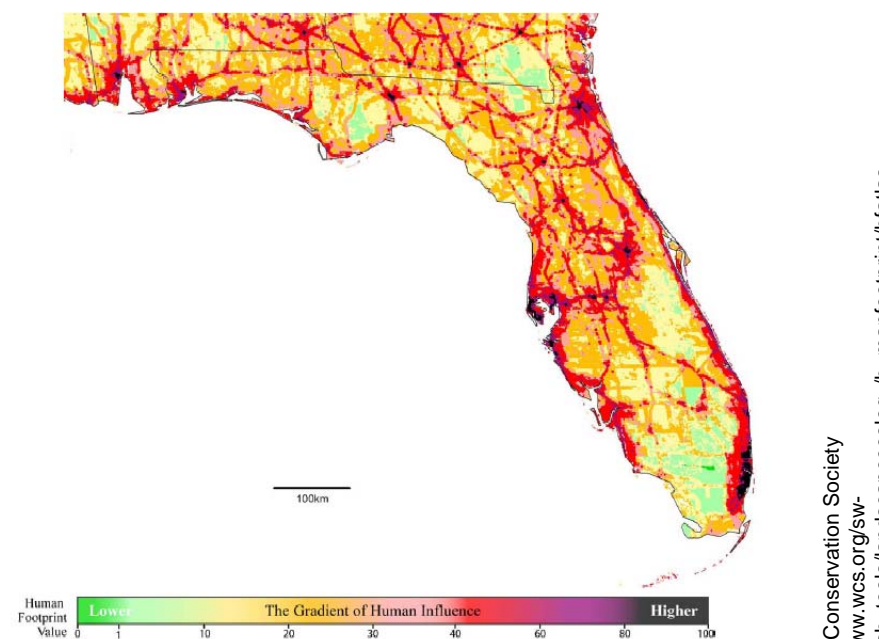 100km
Human
Footprint
Value
Lower
The Gradient of Human Influence
Higher
0 1 10 20 30 40 60 80 100
Conservation Society
ww.wcs.org/sw-